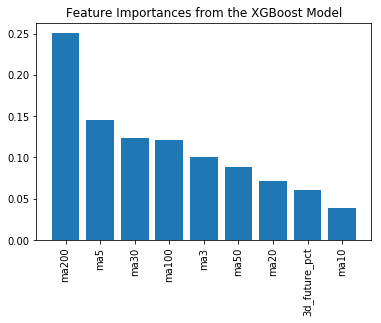 Feature Importances from the XGBoost Model
0.25
0.20
0.15
0.10
0.05
0.00
ma200
ma5
ma30
ma100
ma3
ma50
ma20
3d_future_pct
ma10